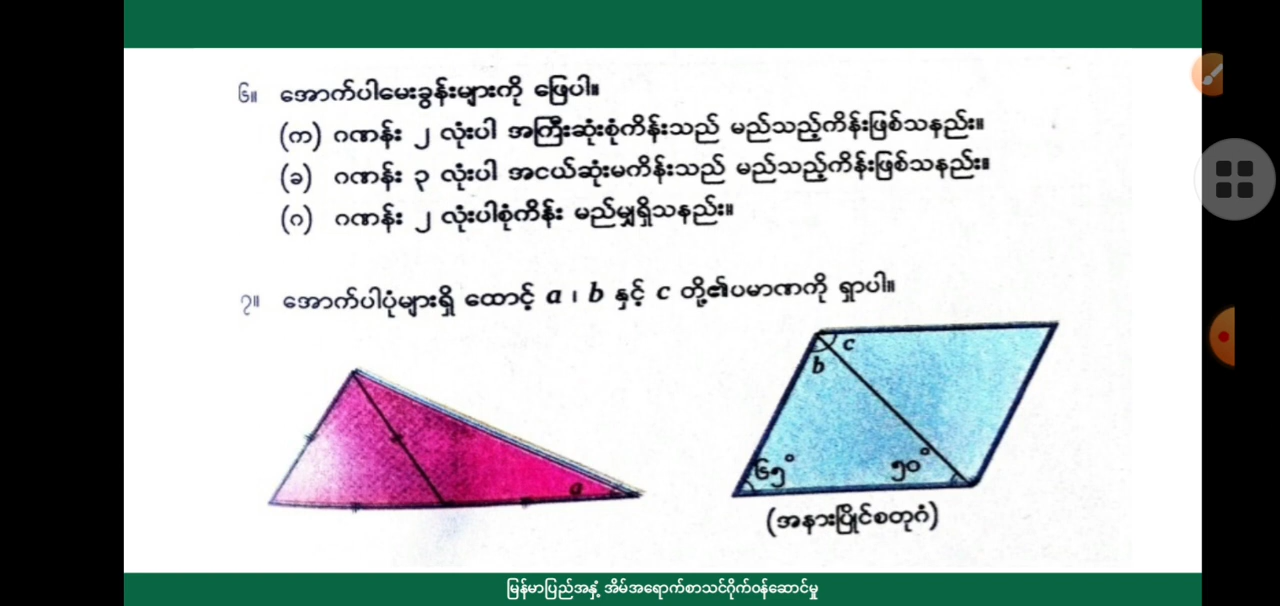 ၆။ အောက်ပါမေးခွန်းများကို ဖြေပါ။
(က) ဂဏန်း ၂ လုံးပါ အကြီးဆုံးစုံကိန်းသည် မည်သည့်ကိန်းဖြစ်သနည်း။
(ခ) ဂဏန်း ၃ လုံးပါ အငယ်ဆုံးမကိန်းသည် မည်သည့်ကိန်းဖြစ်သနည်း။
(ဂ) ဂဏန်း ၂ လုံးပါစုံကိန်း မည်မျှရှိသနည်း။
၇။ အောက်ပါပုံများရှိ ထောင့် a ၊ b နှင့် c တို့၏ပမာဏကို ရှာပါ။
a
c
b
၆၅°
၅၀°
(အနားပြိုင်စတုဂံ)
မြန်မာပြည်အနှံ့ အိမ်အရောက်စာသင်ဂိုက်ဝန်ဆောင်မှု